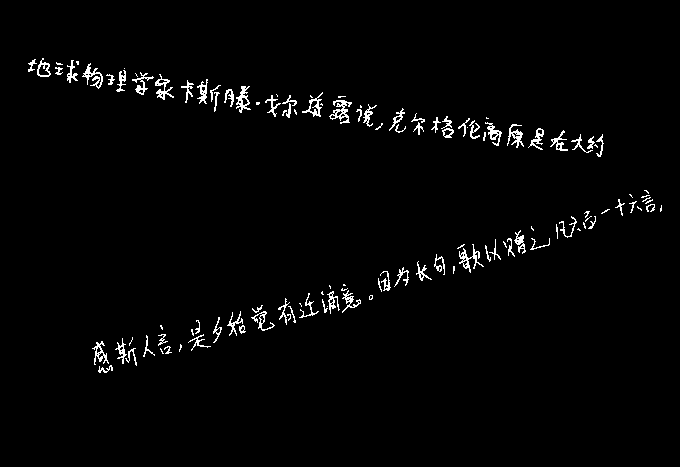 地球物理学家卡斯滕·戈尔透露说,克尔格伦高原是在大约
感斯人言,是夕始觉有迁谪意。因为长句,歌以赠之,凡六百一十六言,